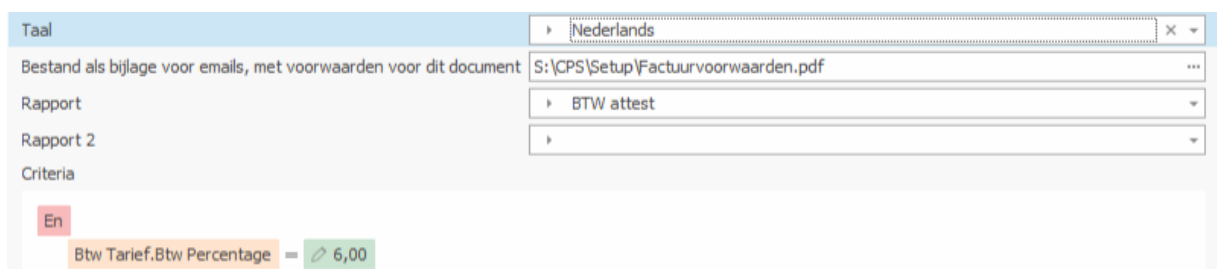 Taal Nederlands
Bestand als bijlage voor emails, met voorwaarden voor dit document S:\CPS\Setup\Factuurvoorwaarden.pdf
Rapport BTW attest
Rapport 2
Criteria
En
Btw Tarief.Btw Percentage = 6,00